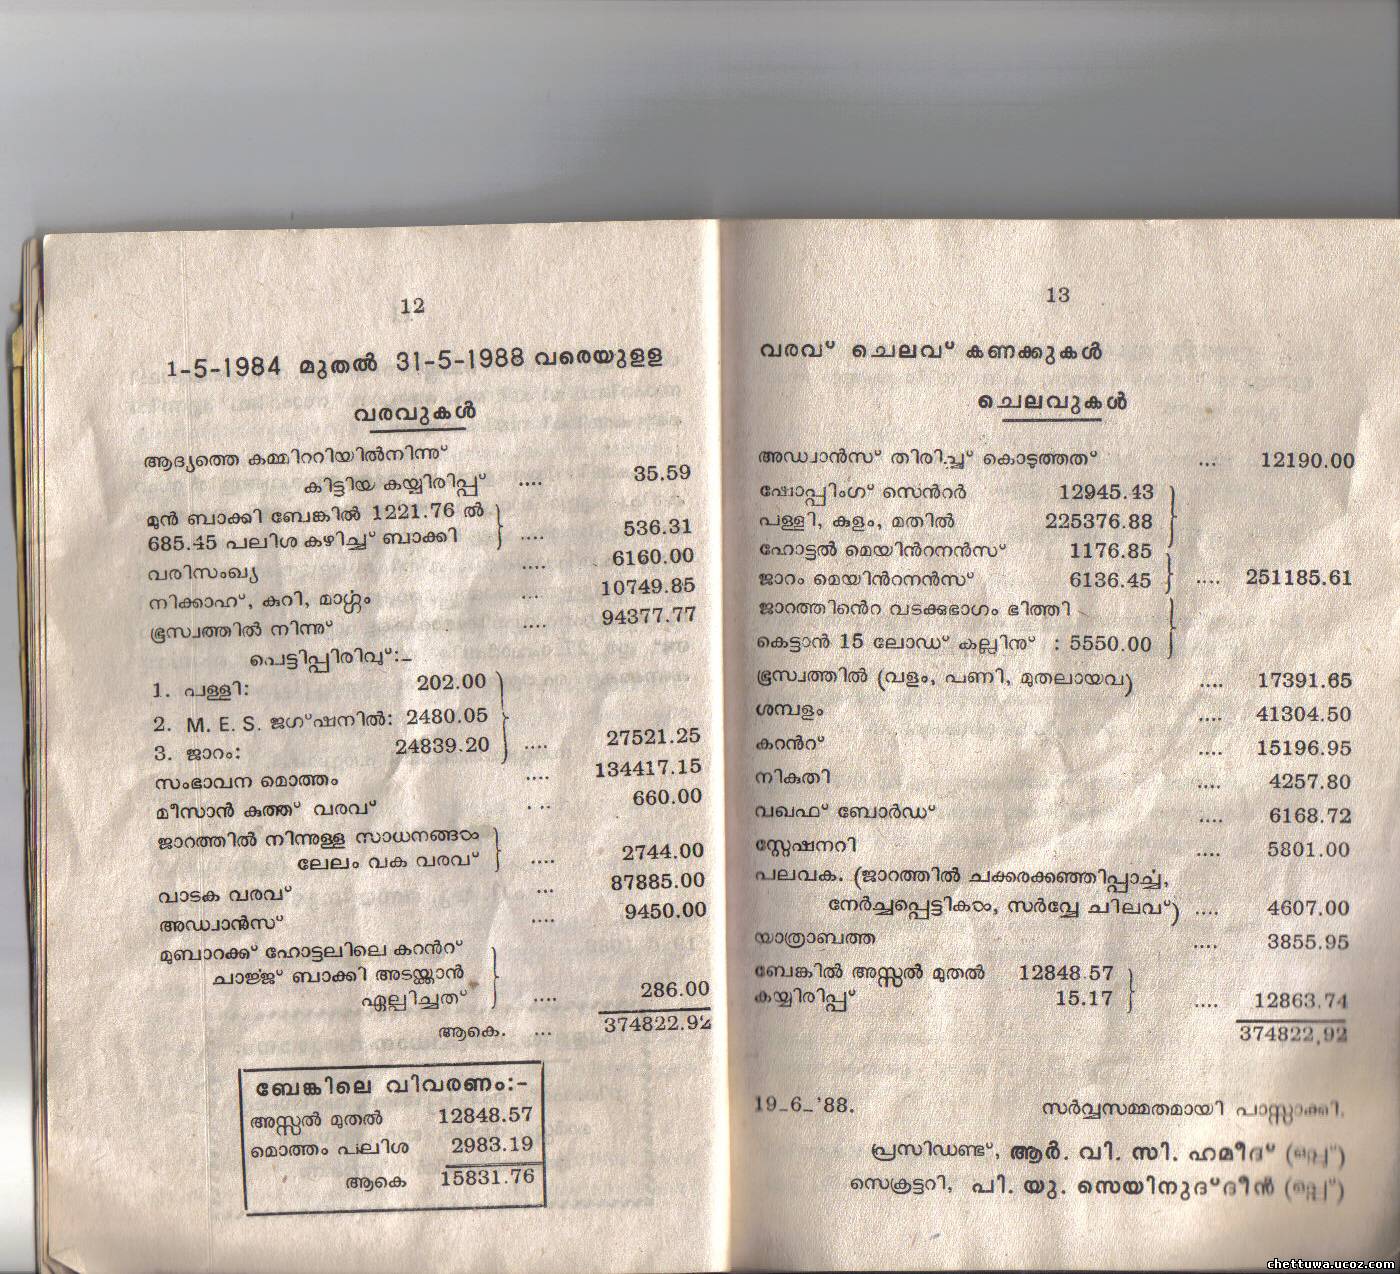 12
1-5-1984 മുതൽ 31-5-1988 വരെയുളള
വരവുകൾ
ആദ്യത്തെ കമ്മിററിയിൽനിന്നു്
കിട്ടിയ കയ്യിരിപ്പു് .... 35.59
മുൻ ബാക്കി ബേങ്കിൽ 1221.76 ൽ
685.45 പലിശ കഴിച്ചു് ബാക്കി .... 536.31
വരിസംഖ്യ .... 6160.00
നിക്കാഹ്, കുറി, മാൎഗ്ഗം ... 10749.85
ഭൂസ്വത്തിൽ നിന്നു് .... 94377.77
പെട്ടിപ്പിരിവു്:–
1. പള്ളി: 202.00
2. M. E. S. ജഗ്ഷനിൽ: 2480.05
3. ജാറം: 24839.20 .... 27521.25
സംഭാവന മൊത്തം .... 134417.15
മീസാൻ കുത്തു് വരവു് . .. 660.00
ജാറത്തിൽ നിന്നുള്ള സാധനങ്ങൾ
ലേലം വക വരവു് .... 2744.00
വാടക വരവു് ... 87885.00
അഡ്വാൻസു് .... 9450.00
മുബാറക്കു് ഹോട്ടലിലെ കറൻറു്
ചാൎജ്ജു് ബാക്കി അടയ്ക്കാൻ
ഏല്പിച്ചതു് .... 286.00
ആകെ. ... 374822.92
ബേങ്കിലെ വിവരണം:-
അസ്സൽ മുതൽ 12848.57
മൊത്തം പലിശ 2983.19
ആകെ 15831.76
13
വരവു് ചെലവു് കണക്കുകൾ
ചെലവുകൾ
അഡ്വാൻസു് തിരിച്ചു് കൊടുത്തതു് ... 12190.00
ഷോപ്പിംഗു് സെൻറർ 12945.43
പള്ളി, കുളം, മതിൽ 225376.88
ഹോട്ടൽ മെയിൻറനൻസു് 1176.85
ജാറം മെയിൻറനൻസു് 6136.45 .... 251185.61
ജാറത്തിൻെറ വടക്കുഭാഗം ഭിത്തി
കെട്ടാൻ 15 ലോഡു് കല്ലിനു് : 5550.00
ഭൂസ്വത്തിൽ (വളം, പണി, മുതലായവ) .... 17391.65
ശമ്പളം .... 41304.50
കറൻറു് .... 15196.95
നികുതി .... 4257.80
വഖഫു് ബോർഡു് .... 6168.72
സ്റ്റേഷനറി .... 5801.00
പലവക. (ജാറത്തിൽ ചക്കരക്കഞ്ഞിപ്പാൎച്ച,
നേർച്ചപ്പെട്ടികൾ, സർവ്വേ ചിലവു്) .... 4607.00
യാത്രാബത്ത .... 3855.95
ബേങ്കിൽ അസ്സൽ മുതൽ 12848.57
കയ്യിരിപ്പു് 15.17 .... 12863.74
374822.92
19-6-'88. സർവ്വസമ്മതമായി പാസ്സാക്കി.
പ്രസിഡണ്ടു്, ആർ. വി. സി. ഹമീദു് (ഒപ്പു്)
സെക്രട്ടറി, പി. യു. സെയിനുദ്ദീൻ (ഒപ്പു്)
chettuwa.ucoz.com